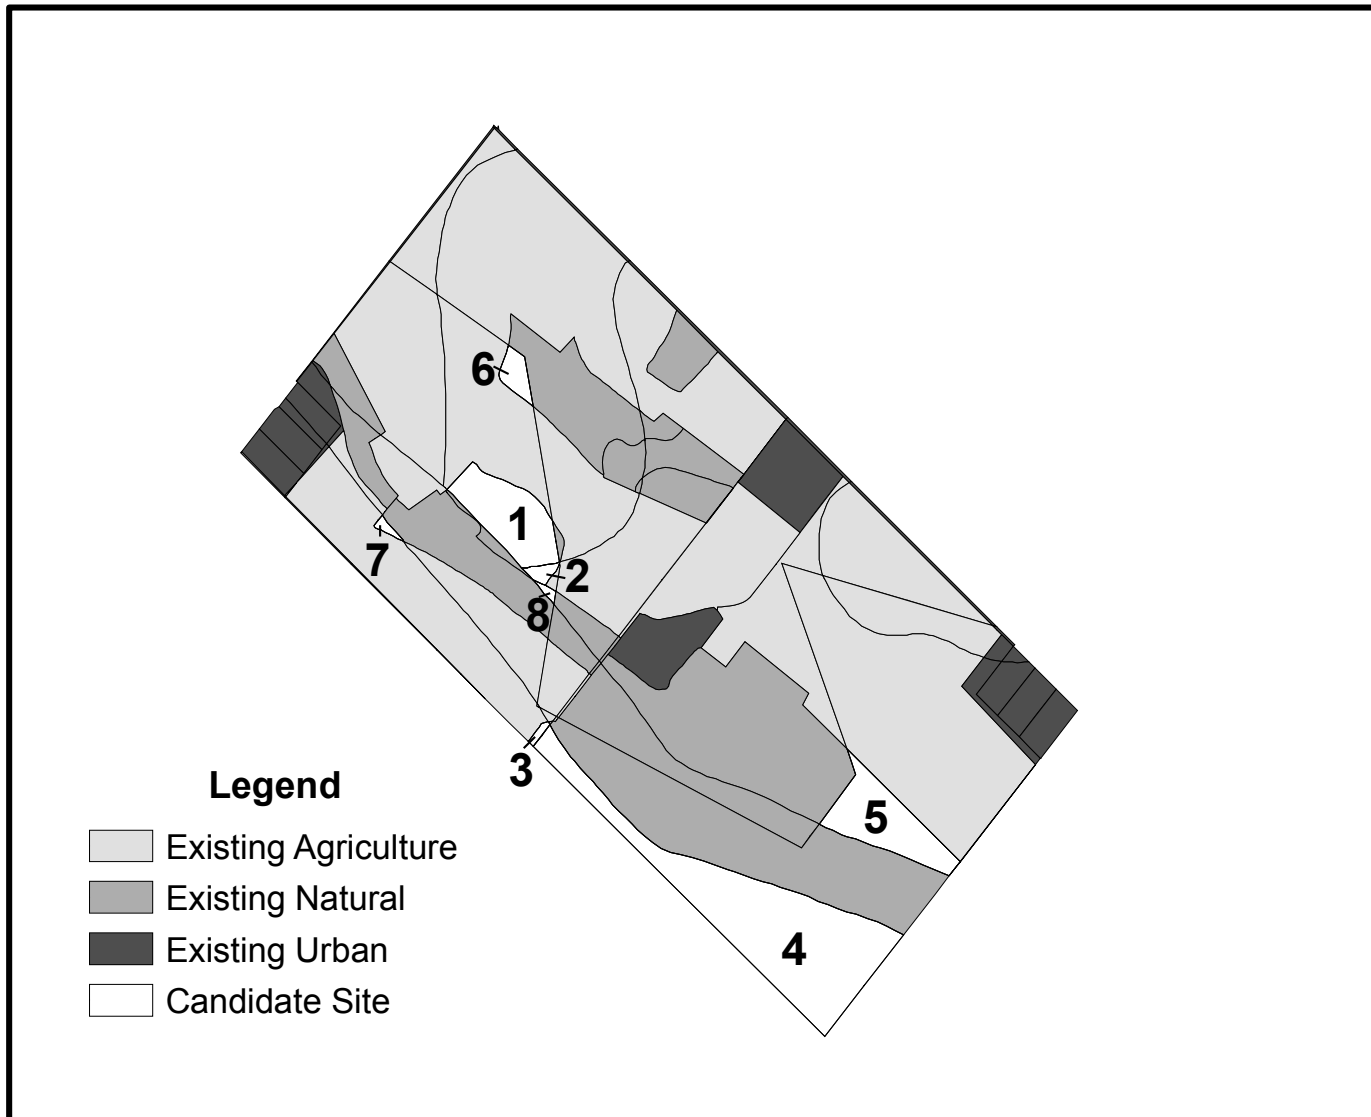 6
1
7
2
8
3
5
4
Legend
Existing Agriculture
Existing Natural
Existing Urban
Candidate Site